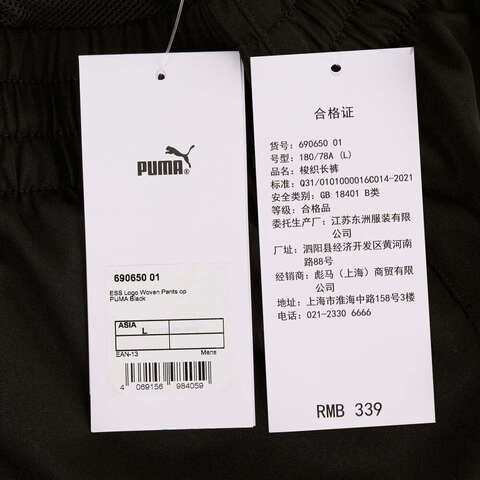 PUMA
690650 01
ESS Logo Woven Pants op
PUMA Black
ASIA
L
EAN-13
Mens
4 069156 984059
合格证
货号：690650 01
型号：180/78A (L)
品名：梭织长裤
标准：Q31/0101000016C014-2021
安全类别：GB 18401 B类
等级：合格品
委托生产厂：江苏东洲服装有限
公司
厂址：泗阳县经济开发区黄河南
路88号
经销商：彪马（上海）商贸有限
公司
地址：上海市淮海中路158号3楼
电话：021-2330 6666
RMB 339